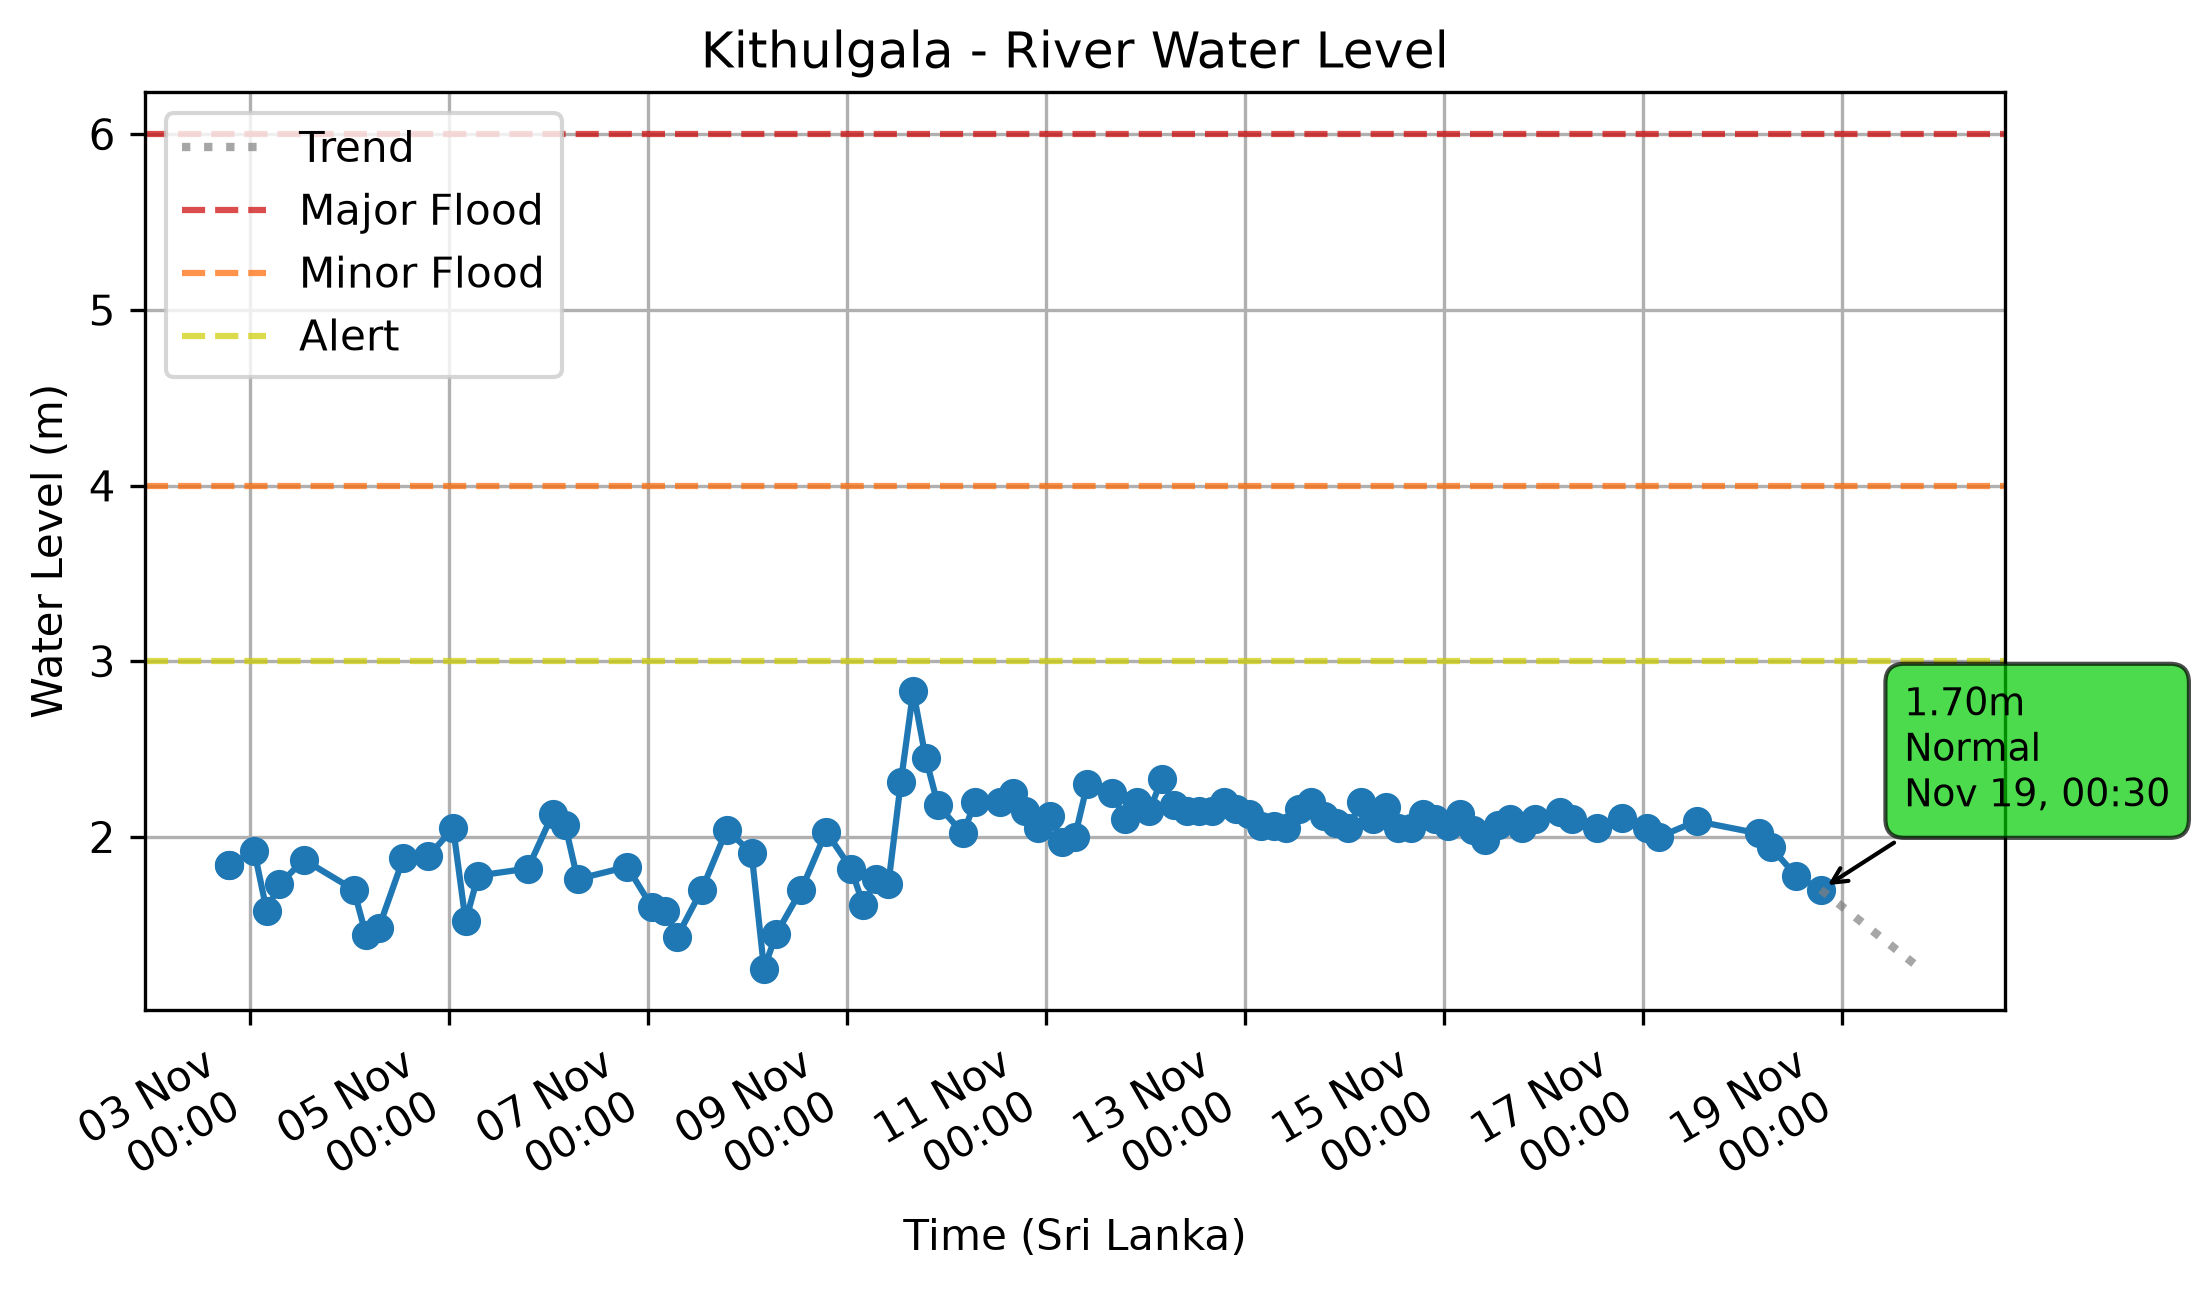 Kithulgala - River Water Level
6
5
4
3
2
Water Level (m)
Trend
Major Flood
Minor Flood
Alert
1.70m
Normal
Nov 19, 00:30
03 Nov
00:00
05 Nov
00:00
07 Nov
00:00
09 Nov
00:00
11 Nov
00:00
13 Nov
00:00
15 Nov
00:00
17 Nov
00:00
19 Nov
00:00
Time (Sri Lanka)